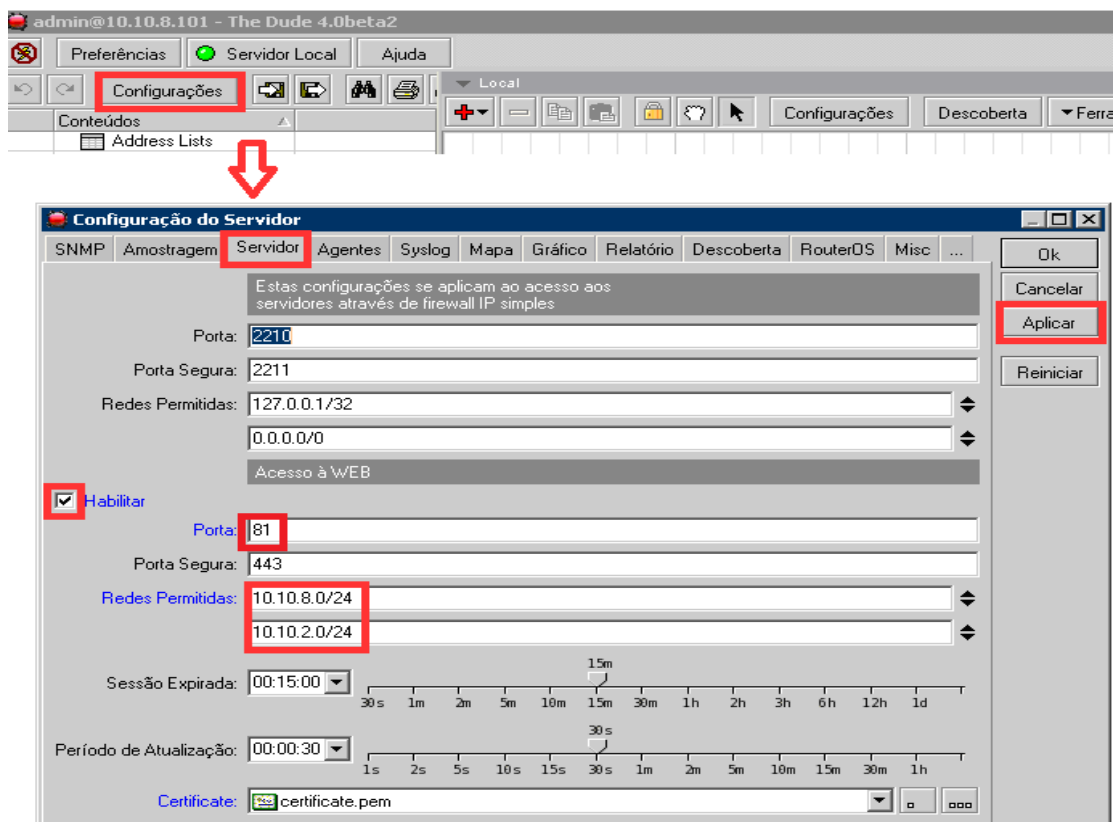 admin@10.10.8.101 - The Dude 4.0beta2
Preferências Servidor Local Ajuda
Configurações
Local
Configurações Descoberta Ferra
Conteúdos
Address Lists
Configuração do Servidor
SNMP Amostragem Servidor Agentes Syslog Mapa Gráfico Relatório Descoberta RouterOS Misc ...
Ok
Cancelar
Aplicar
Reiniciar
Estas configurações se aplicam ao acesso aos
servidores através de firewall IP simples
Porta: 2210
Porta Segura: 2211
Redes Permitidas: 127.0.0.1/32
0.0.0.0/0
Acesso à WEB
Habilitar
Porta: 81
Porta Segura: 443
Redes Permitidas: 10.10.8.0/24
10.10.2.0/24
15m
Sessão Expirada: 00:15:00
30s 1m 2m 5m 10m 15m 30m 1h 2h 3h 6h 12h 1d
30s
Período de Atualização: 00:00:30
1s 2s 5s 10s 15s 30s 1m 2m 5m 10m 15m 30m 1h
Certificate: certificate.pem